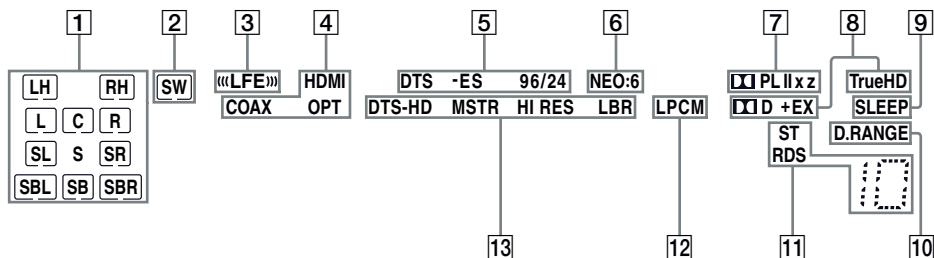 1 2 3 4 5 6 7 8 9
LH RH SW LFE HDMI DTS -ES 96/24 NEO:6 PL II x z TrueHD
L C R COAX OPT DTS-HD MSTR HI RES LBR LPCM D +EX SLEEP
SL S SR ST D.RANGE
RDS
SBL SB SBR 10
13 12 11 10